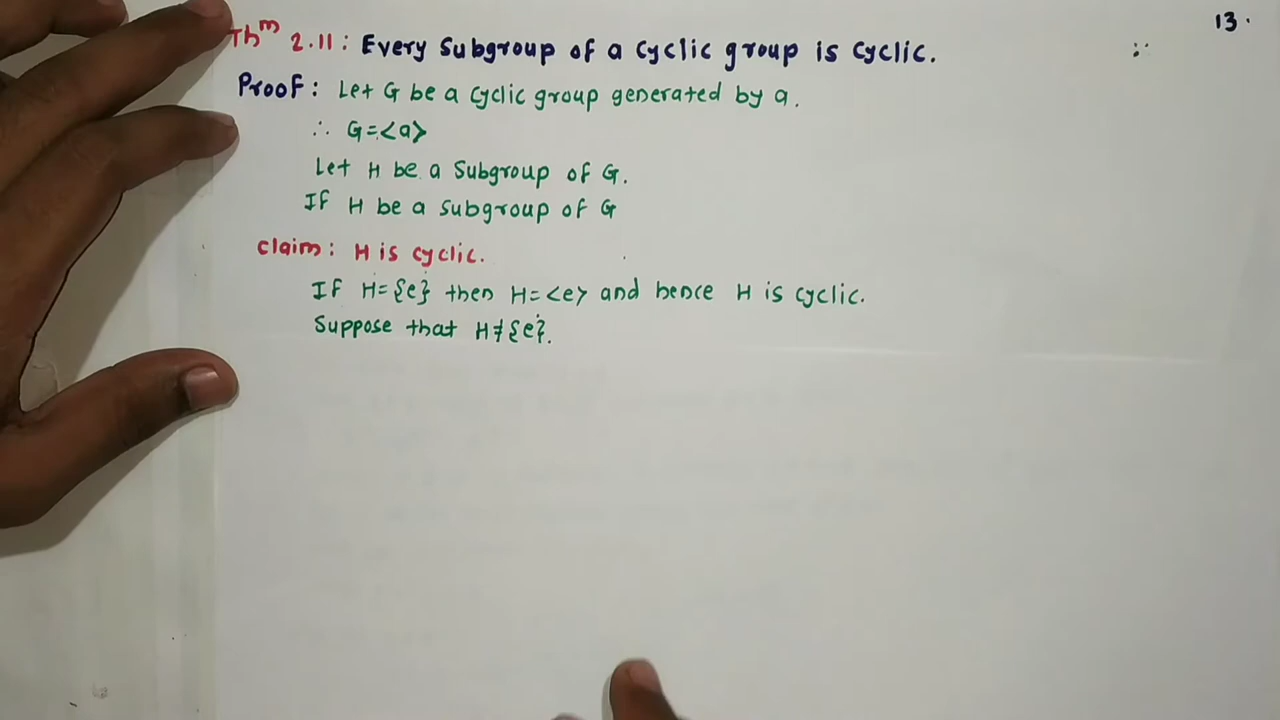 13.
Thm 2.11: Every Subgroup of a cyclic group is cyclic.
Proof: Let G be a cyclic group generated by a.
∴ G=<a>
Let H be a Subgroup of G.
If H be a subgroup of G
claim: H is cyclic.
If H={e} then H=<e> and hence H is cyclic.
Suppose that H≠{e}.